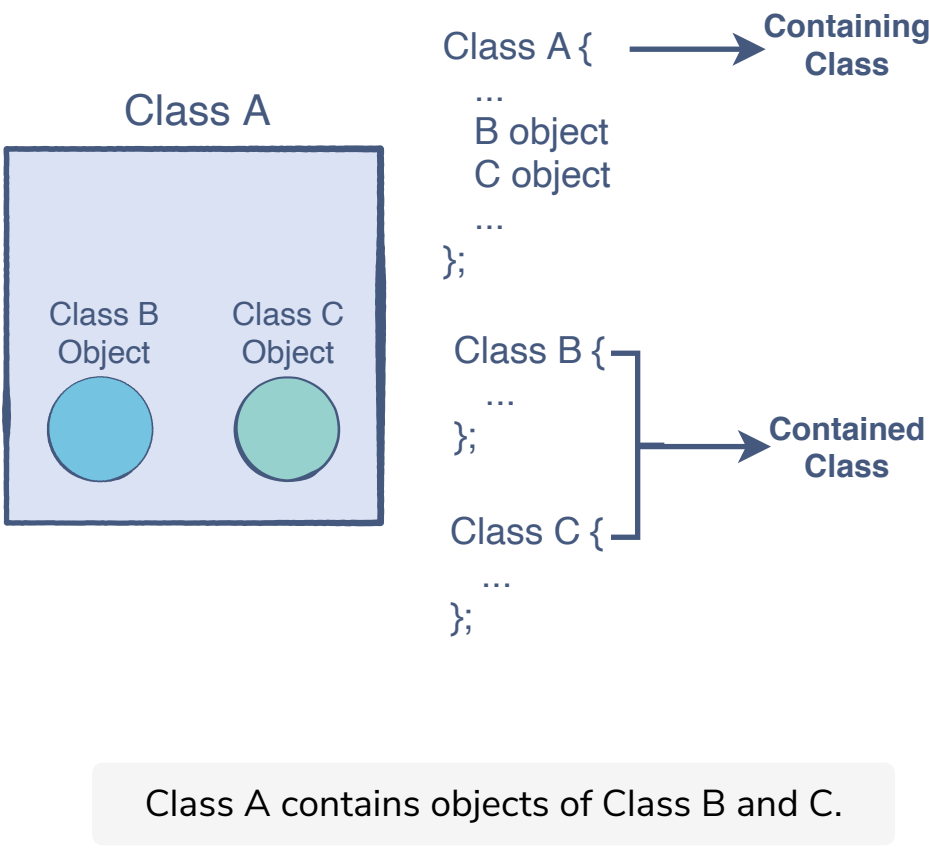 Class A
Class B
Object
Class C
Object
Class A {
...
B object
C object
...
};
Containing
Class
Class B {
...
};
Class C {
...
};
Contained
Class
Class A contains objects of Class B and C.